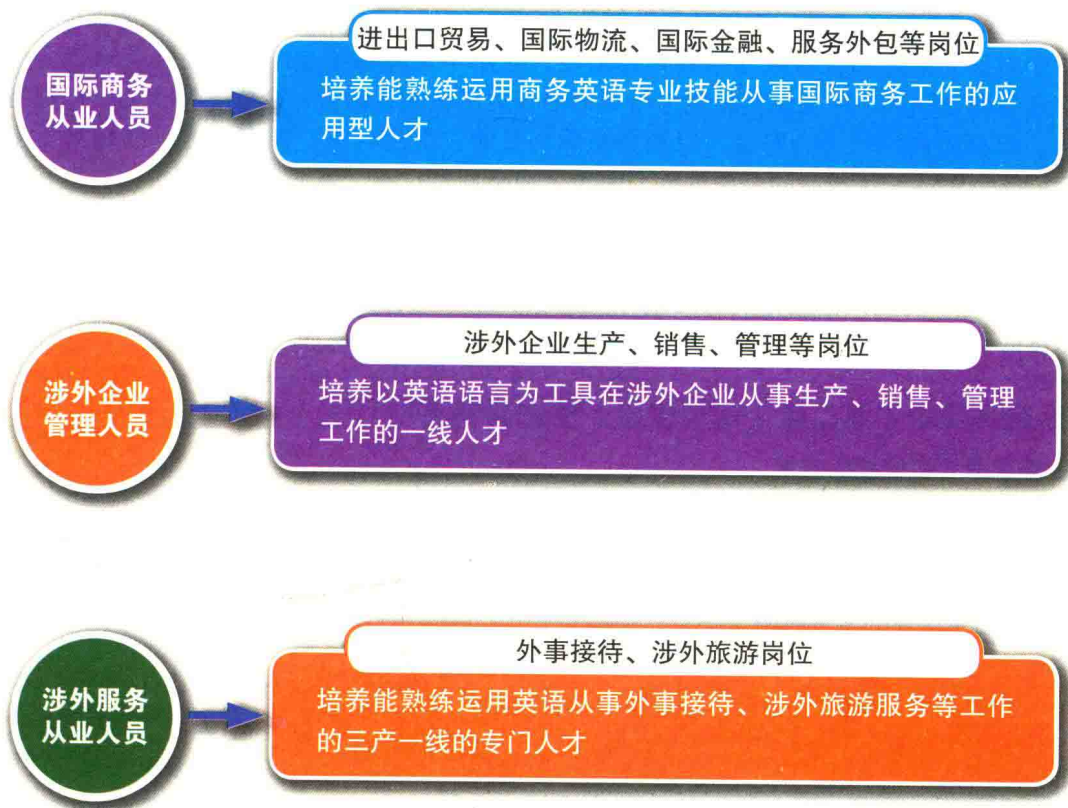 国际商务
从业人员
进出口贸易、国际物流、国际金融、服务外包等岗位
培养能熟练运用商务英语专业技能从事国际商务工作的应
用型人才
涉外企业
管理人员
涉外企业生产、销售、管理等岗位
培养以英语语言为工具在涉外企业从事生产、销售、管理
工作的一线人才
涉外服务
从业人员
外事接待、涉外旅游岗位
培养能熟练运用英语从事外事接待、涉外旅游服务等工作
的三产一线的专门人才